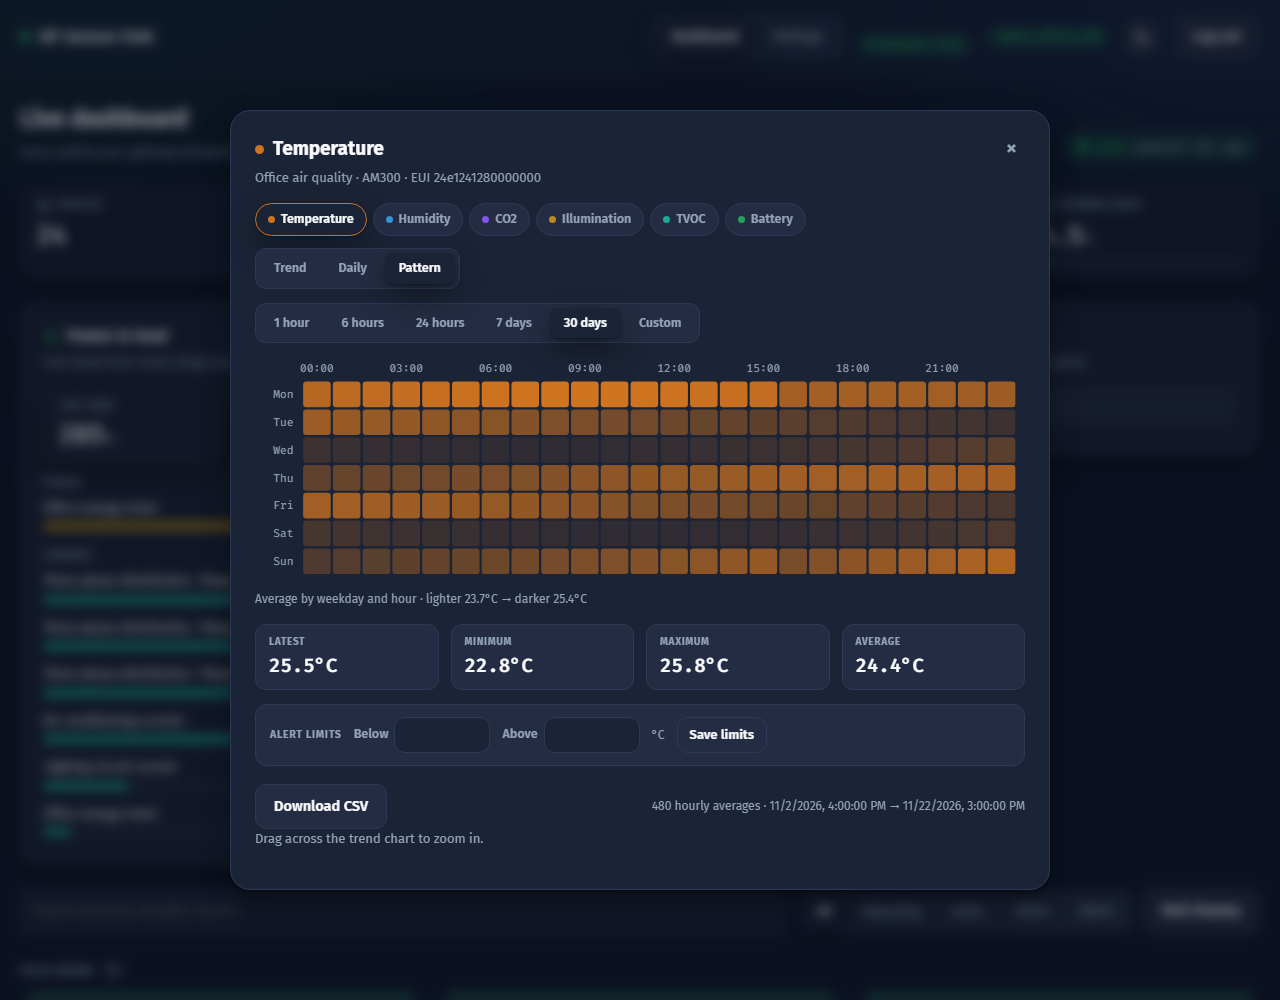 Live dashboard
Temperature
×
Office air quality · AM300 · EUI 24e1241280000000
Temperature Humidity CO2 Illumination TVOC Battery
Trend Daily Pattern
1 hour 6 hours 24 hours 7 days 30 days Custom
00:00 03:00 06:00 09:00 12:00 15:00 18:00 21:00
Mon
Tue
Wed
Thu
Fri
Sat
Sun
Average by weekday and hour · lighter 23.7°C → darker 25.4°C
LATEST MINIMUM MAXIMUM AVERAGE
25.5°C 22.8°C 25.8°C 24.4°C
ALERT LIMITS Below Above °C Save limits
Download CSV 480 hourly averages · 11/2/2026, 4:00:00 PM → 11/22/2026, 3:00:00 PM
Drag across the trend chart to zoom in.